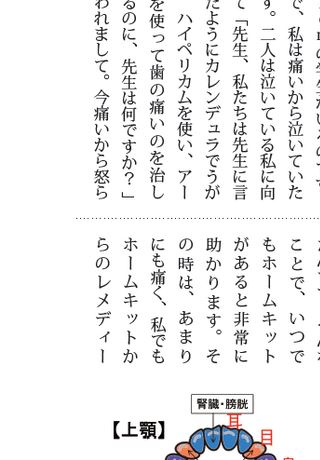 で、私は痛いから泣いていた
す。二人は泣いている私に向
て「先生、私たちは先生に言
たようにカレンデュラでうが
ハイペリカムを使い、アー
を使って歯の痛いのを治し
るのに、先生は何ですか？」
われまして。今痛いから怒ら
ことで、いつで
もホームキット
があると非常に
助かります。そ
の時は、あまり
にも痛く、私でも
ホームキットか
らのレメディー
腎臓・膀胱
耳
目
【上顎】